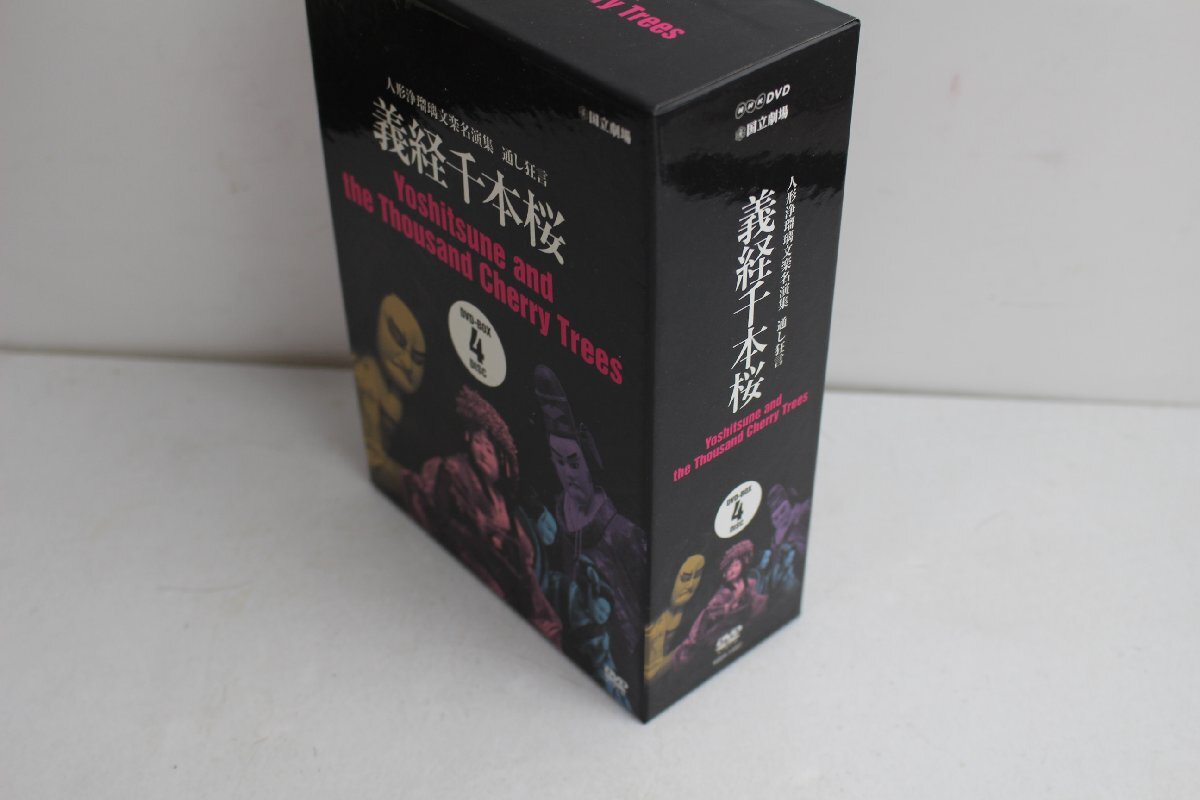 y Trees
人形浄瑠璃文楽名演集 通し狂言
国立劇場
義経千本桜
Yoshitsune and
the Thousand Cherry Trees
DVD-BOX
4
DISC
DVD
NHK DVD
国立劇場
人形浄瑠璃文楽名演集 通し狂言
義経千本桜
Yoshitsune and
the Thousand Cherry Trees
DVD-BOX
4
DISC
DVD